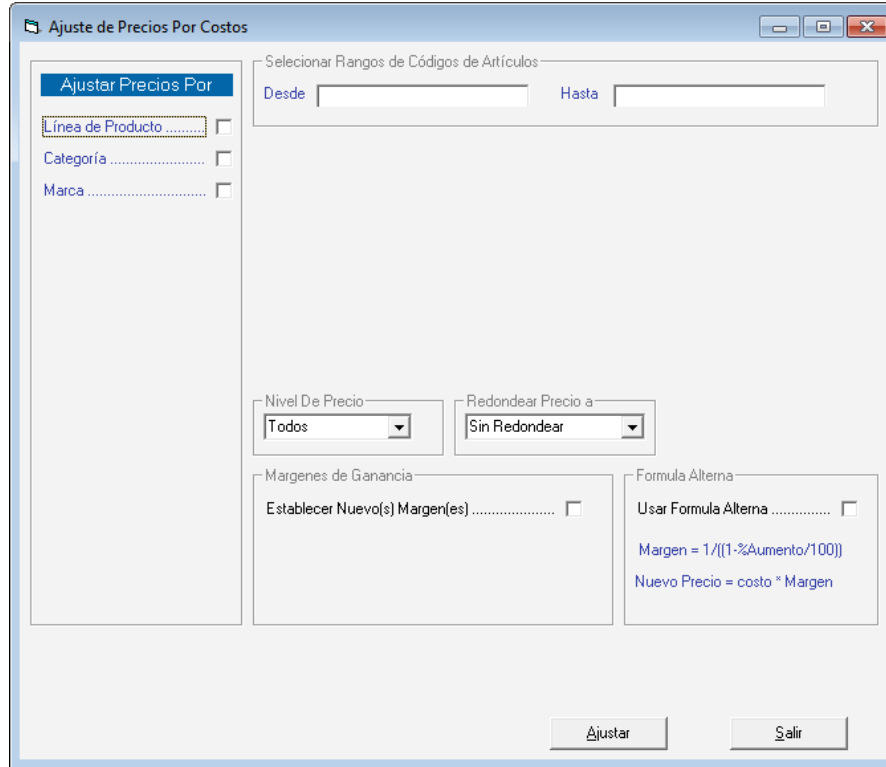 Ajuste de Precios Por Costos
Ajustar Precios Por
Línea de Producto ..........
Categoría ........................
Marca ..............................
Selecionar Rangos de Códigos de Artículos
Desde
Hasta
Nivel De Precio
Todos
Redondear Precio a
Sin Redondear
Margenes de Ganancia
Establecer Nuevo(s) Margen(es) .....................
Formula Alterna
Usar Formula Alterna ...............
Margen = 1/((1-%Aumento/100))
Nuevo Precio = costo * Margen
Ajustar
Salir